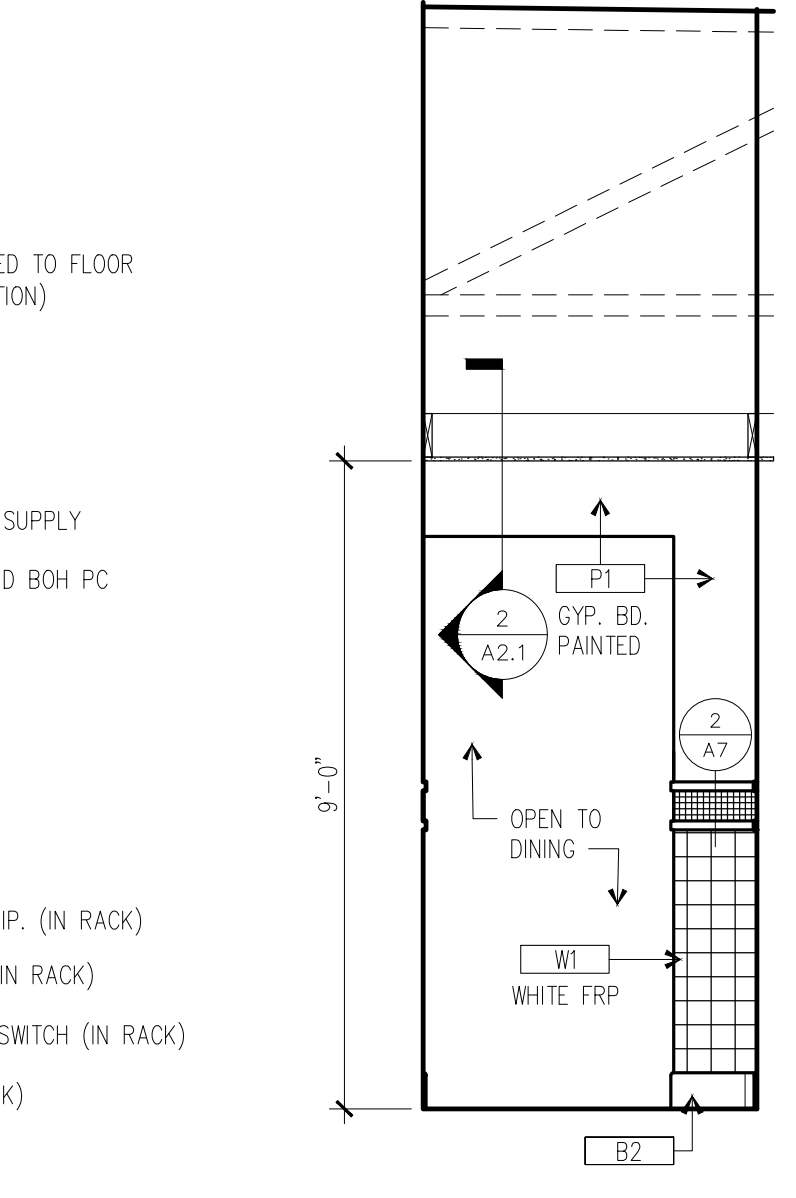 ED TO FLOOR
TION)
SUPPLY
D BOH PC
P1
GYP. BD.
PAINTED
2
A2.1
2
A7
9'-0"
OPEN TO
DINING
IP. (IN RACK)
IN RACK)
W1
WHITE FRP
SWITCH (IN RACK)
K)
B2